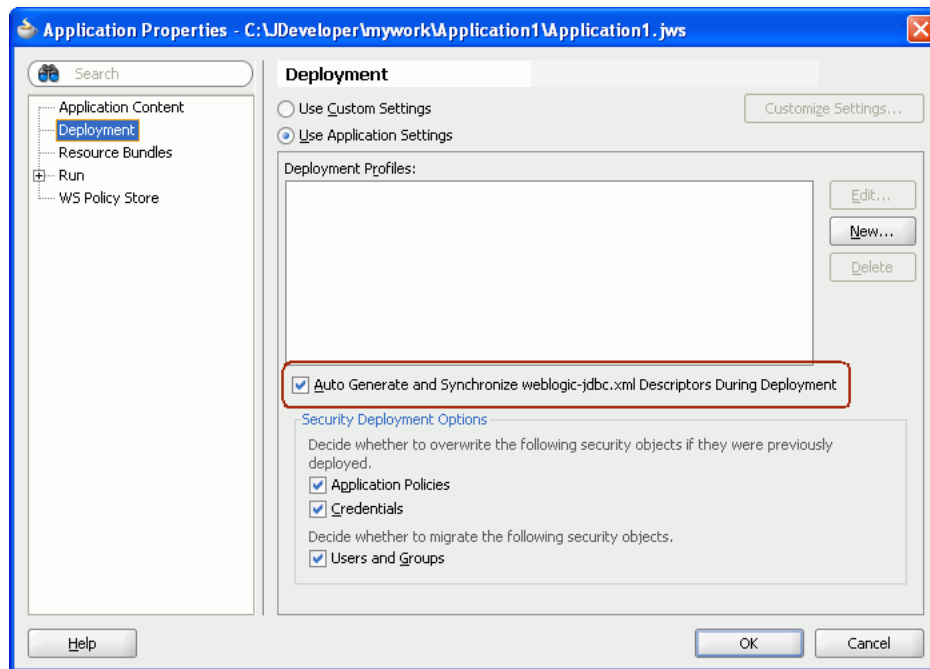 Application Properties - C:\JDeveloper\mywork\Application1\Application1.jws
Search
Application Content
Deployment
Resource Bundles
Run
WS Policy Store
Deployment
Use Custom Settings
Customize Settings...
Use Application Settings
Deployment Profiles:
Edit...
New...
Delete
Auto Generate and Synchronize weblogic-jdbc.xml Descriptors During Deployment
Security Deployment Options
Decide whether to overwrite the following security objects if they were previously
deployed.
Application Policies
Credentials
Decide whether to migrate the following security objects.
Users and Groups
Help
OK
Cancel